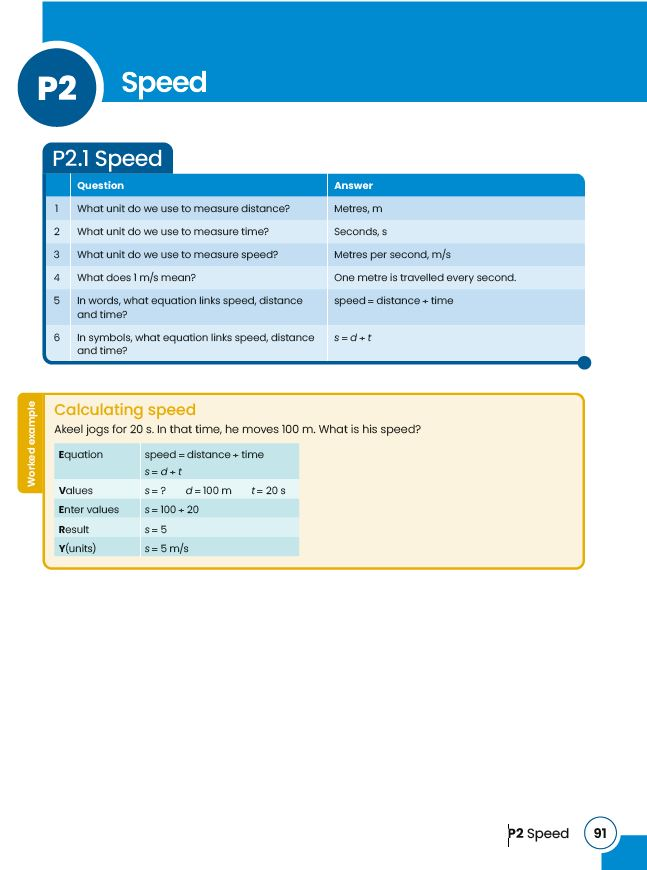 P2
Speed
P2.1 Speed
Question Answer
1 What unit do we use to measure distance? Metres, m
2 What unit do we use to measure time? Seconds, s
3 What unit do we use to measure speed? Metres per second, m/s
4 What does 1 m/s mean? One metre is travelled every second.
5 In words, what equation links speed, distance speed = distance ÷ time
and time?
6 In symbols, what equation links speed, distance s = d ÷ t
and time?
Worked example
Calculating speed
Akeel jogs for 20 s. In that time, he moves 100 m. What is his speed?
Equation speed = distance ÷ time
s = d ÷ t
Values s = ? d = 100 m t = 20 s
Enter values s = 100 ÷ 20
Result s = 5
Y(units) s = 5 m/s
P2 Speed 91